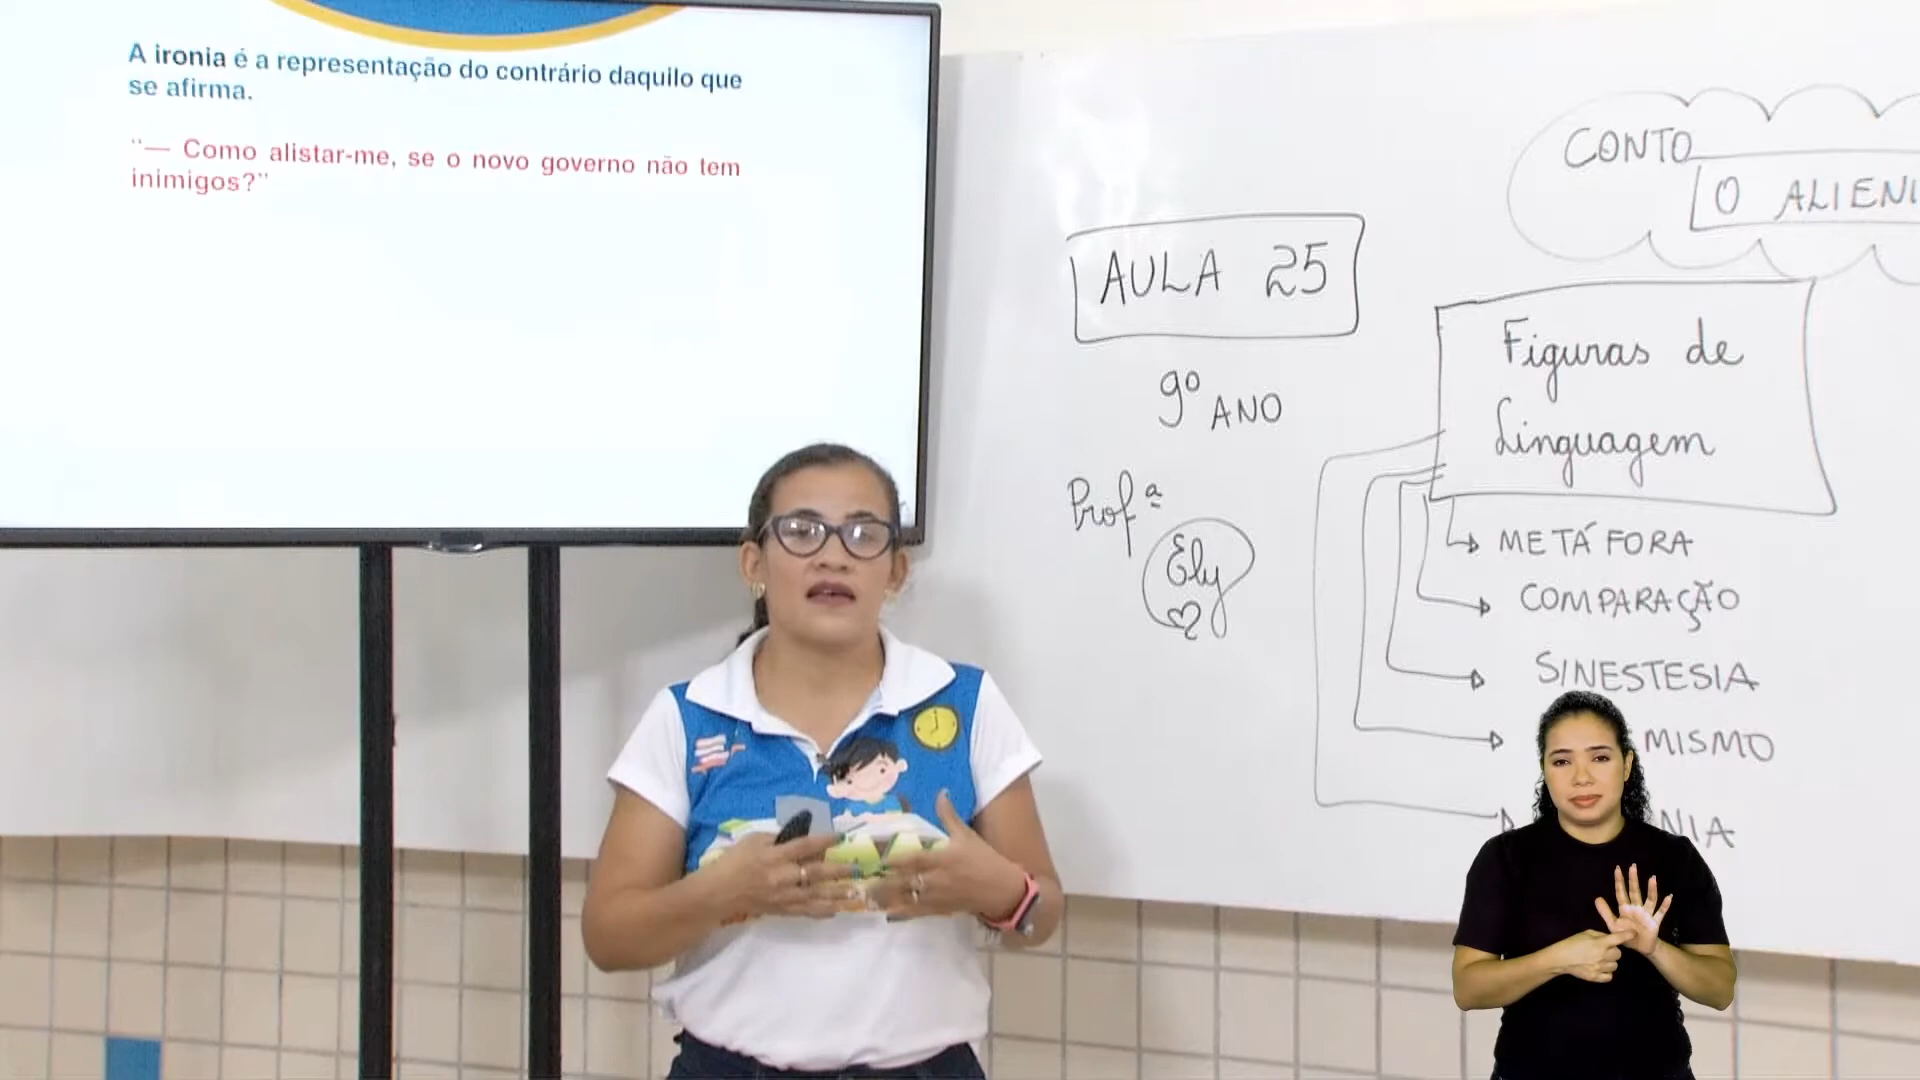 A ironia é a representação do contrário daquilo que
se afirma.
“— Como alistar-me, se o novo governo não tem
inimigos?”
AULA 25
9º ANO
Profª
Ely
CONTO
O ALIENI
Figuras de
Linguagem
METÁFORA
COMPARAÇÃO
SINESTESIA
MISMO
NIA